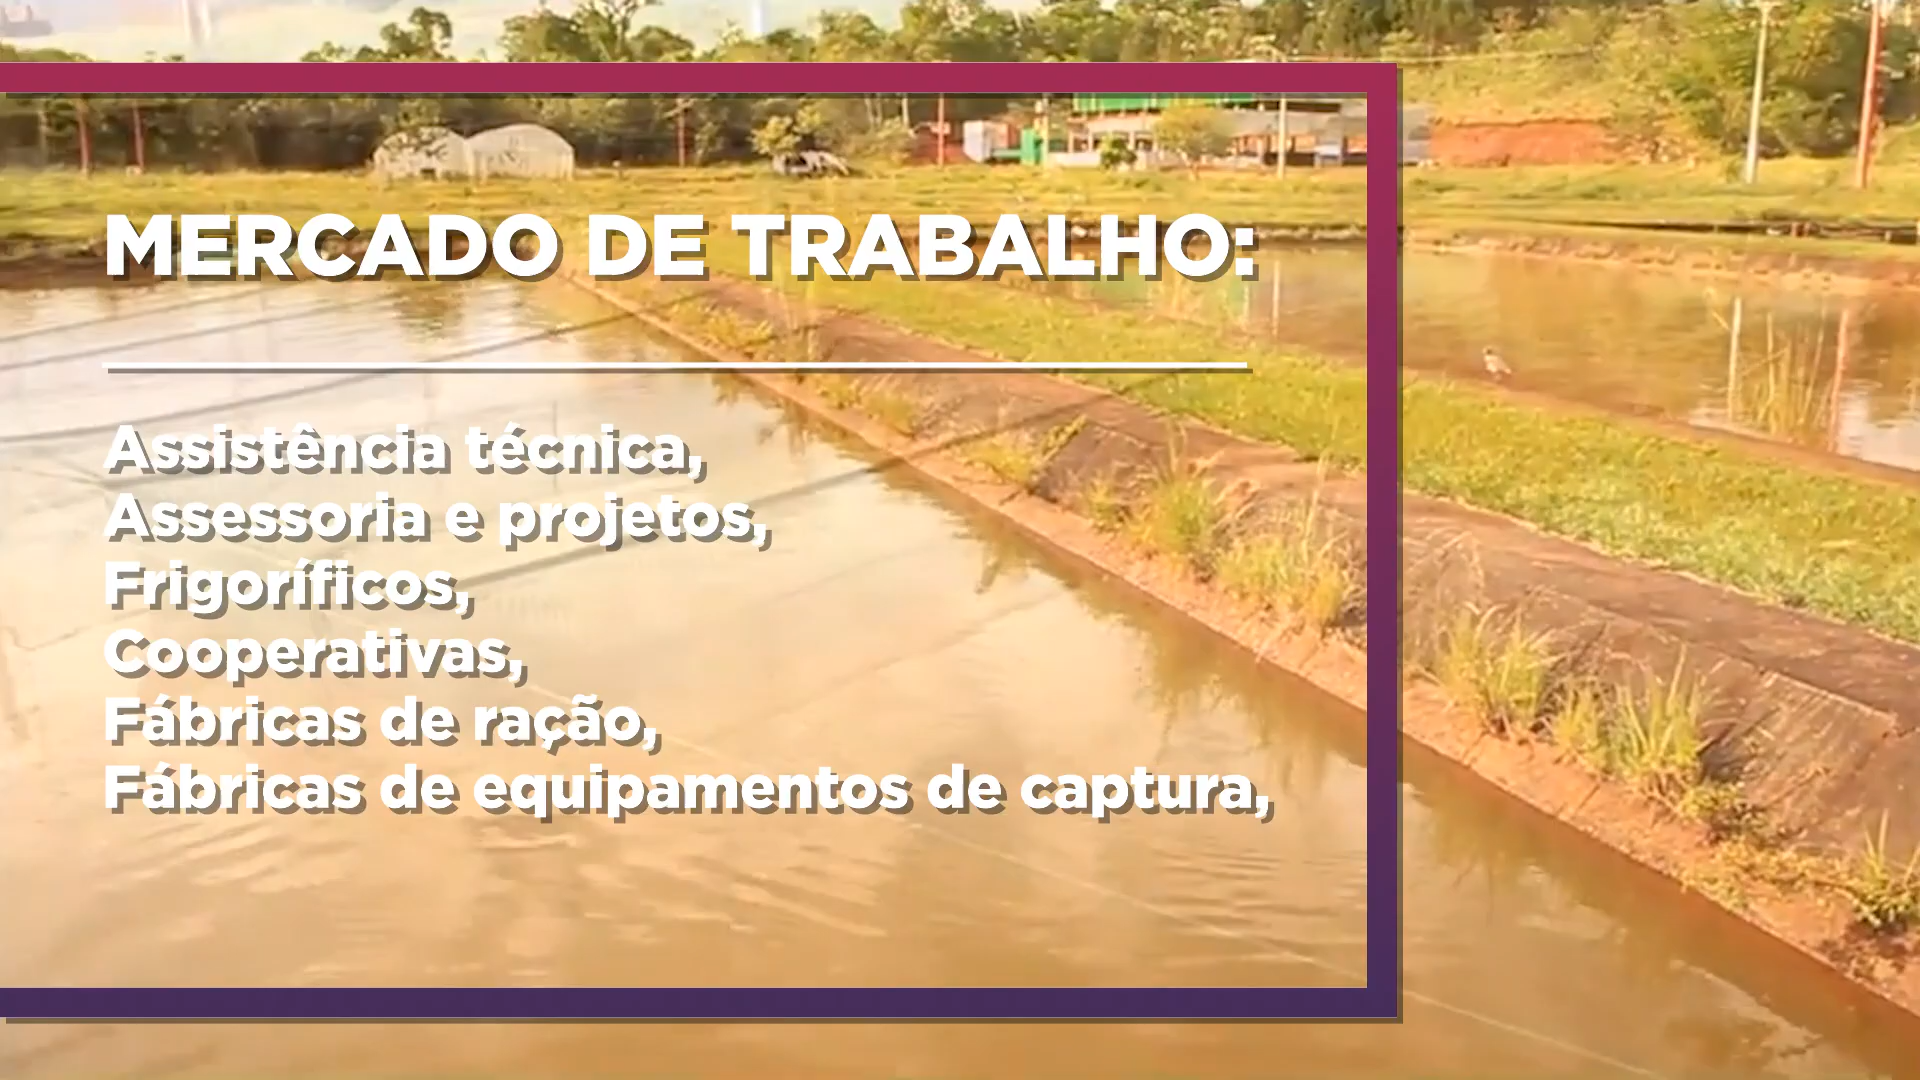 MERCADO DE TRABALHO:
Assistência técnica,
Assessoria e projetos,
Frigoríficos,
Cooperativas,
Fábricas de ração,
Fábricas de equipamentos de captura,